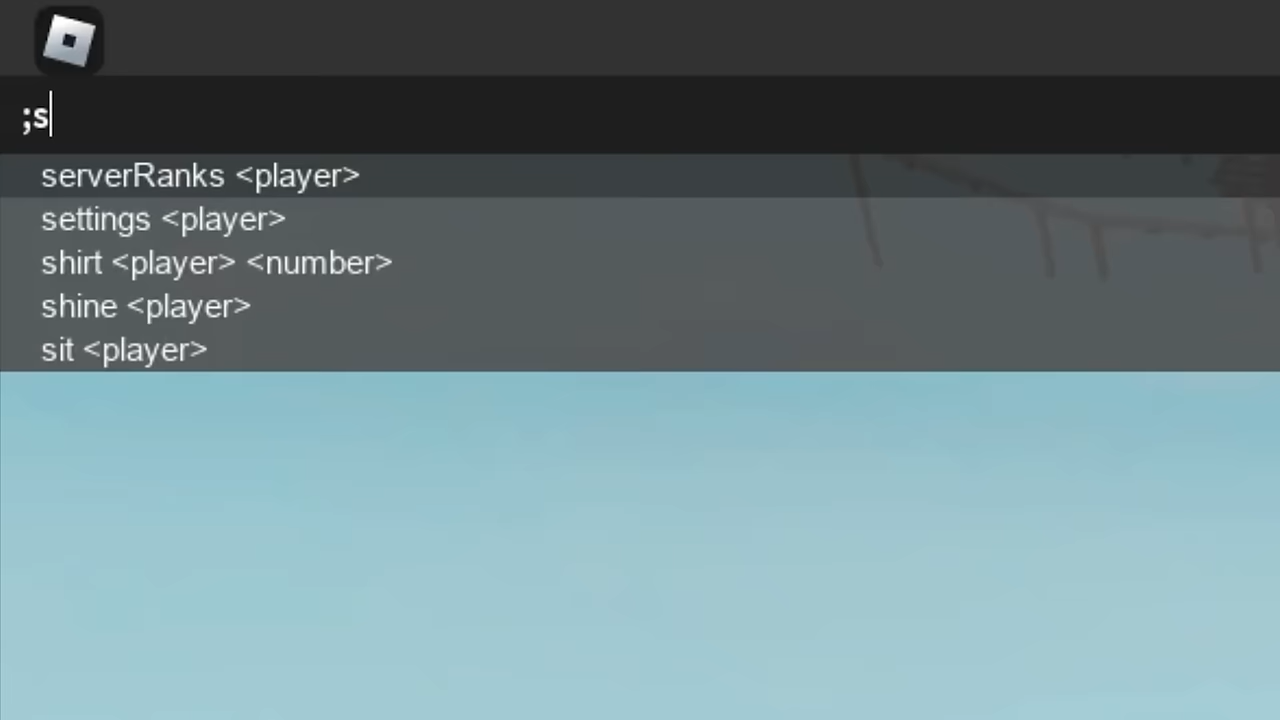 ;s
serverRanks <player>
settings <player>
shirt <player> <number>
shine <player>
sit <player>